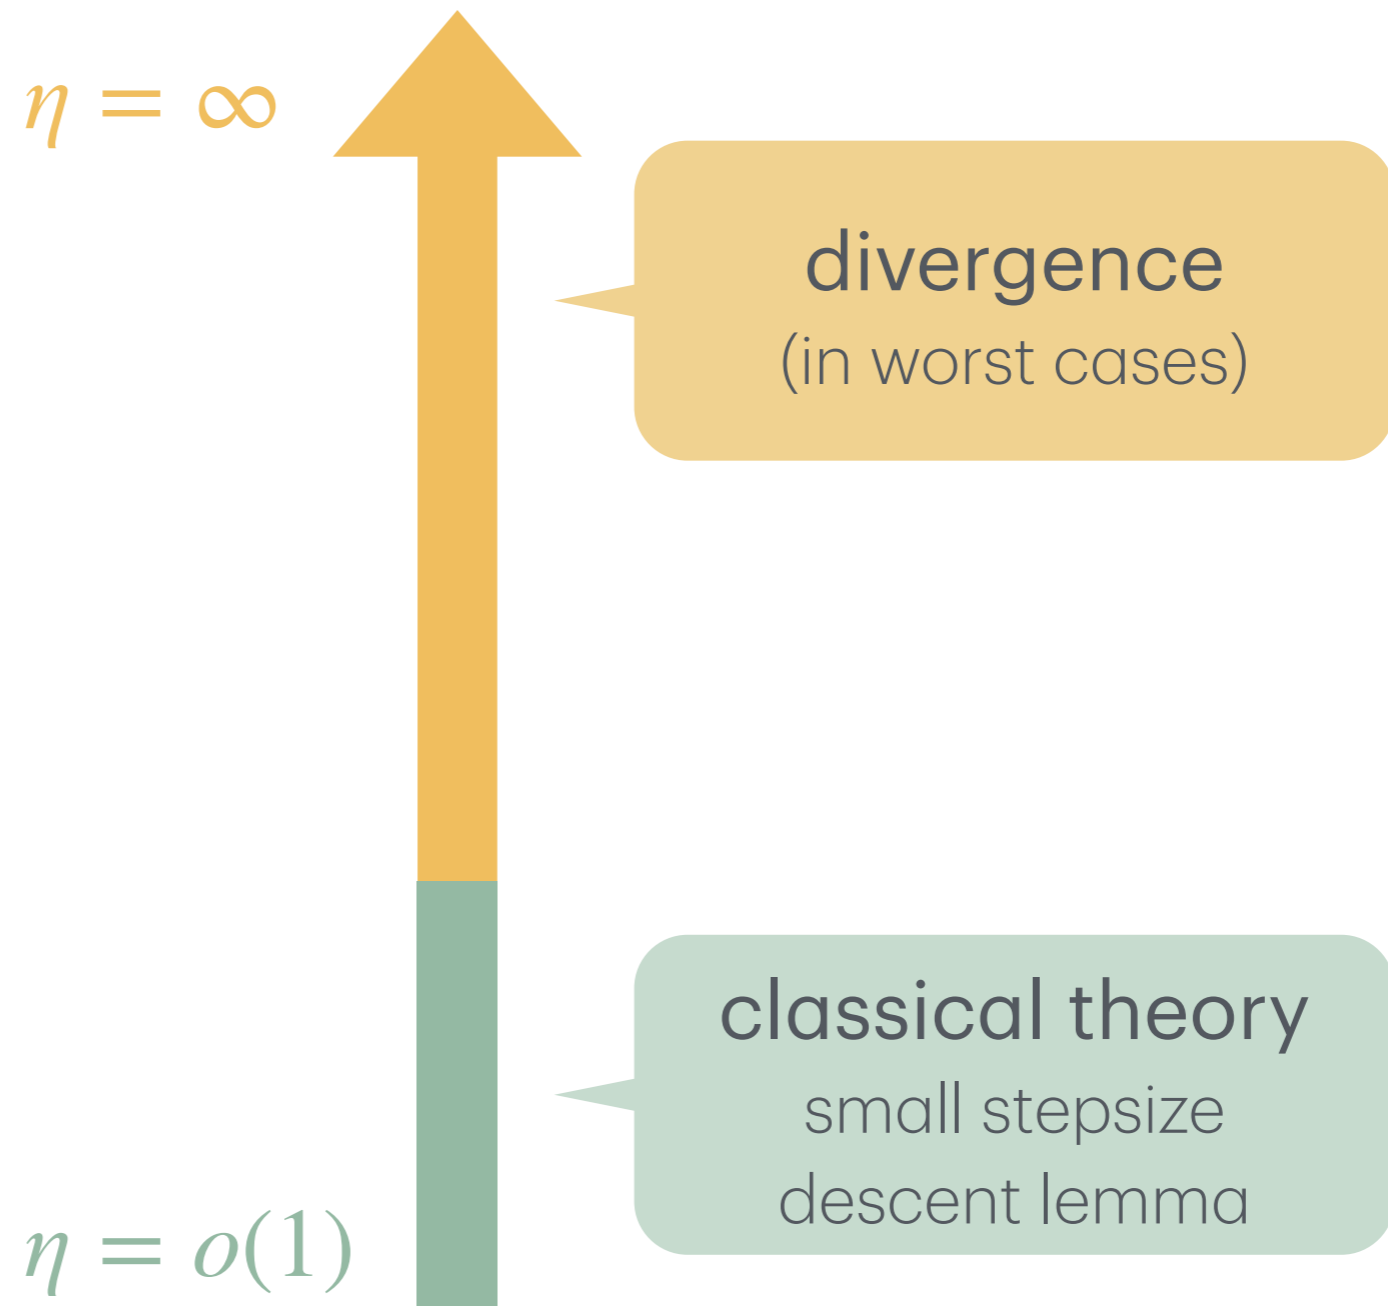 η = ∞
divergence
(in worst cases)
classical theory
small stepsize
descent lemma
η = o(1)